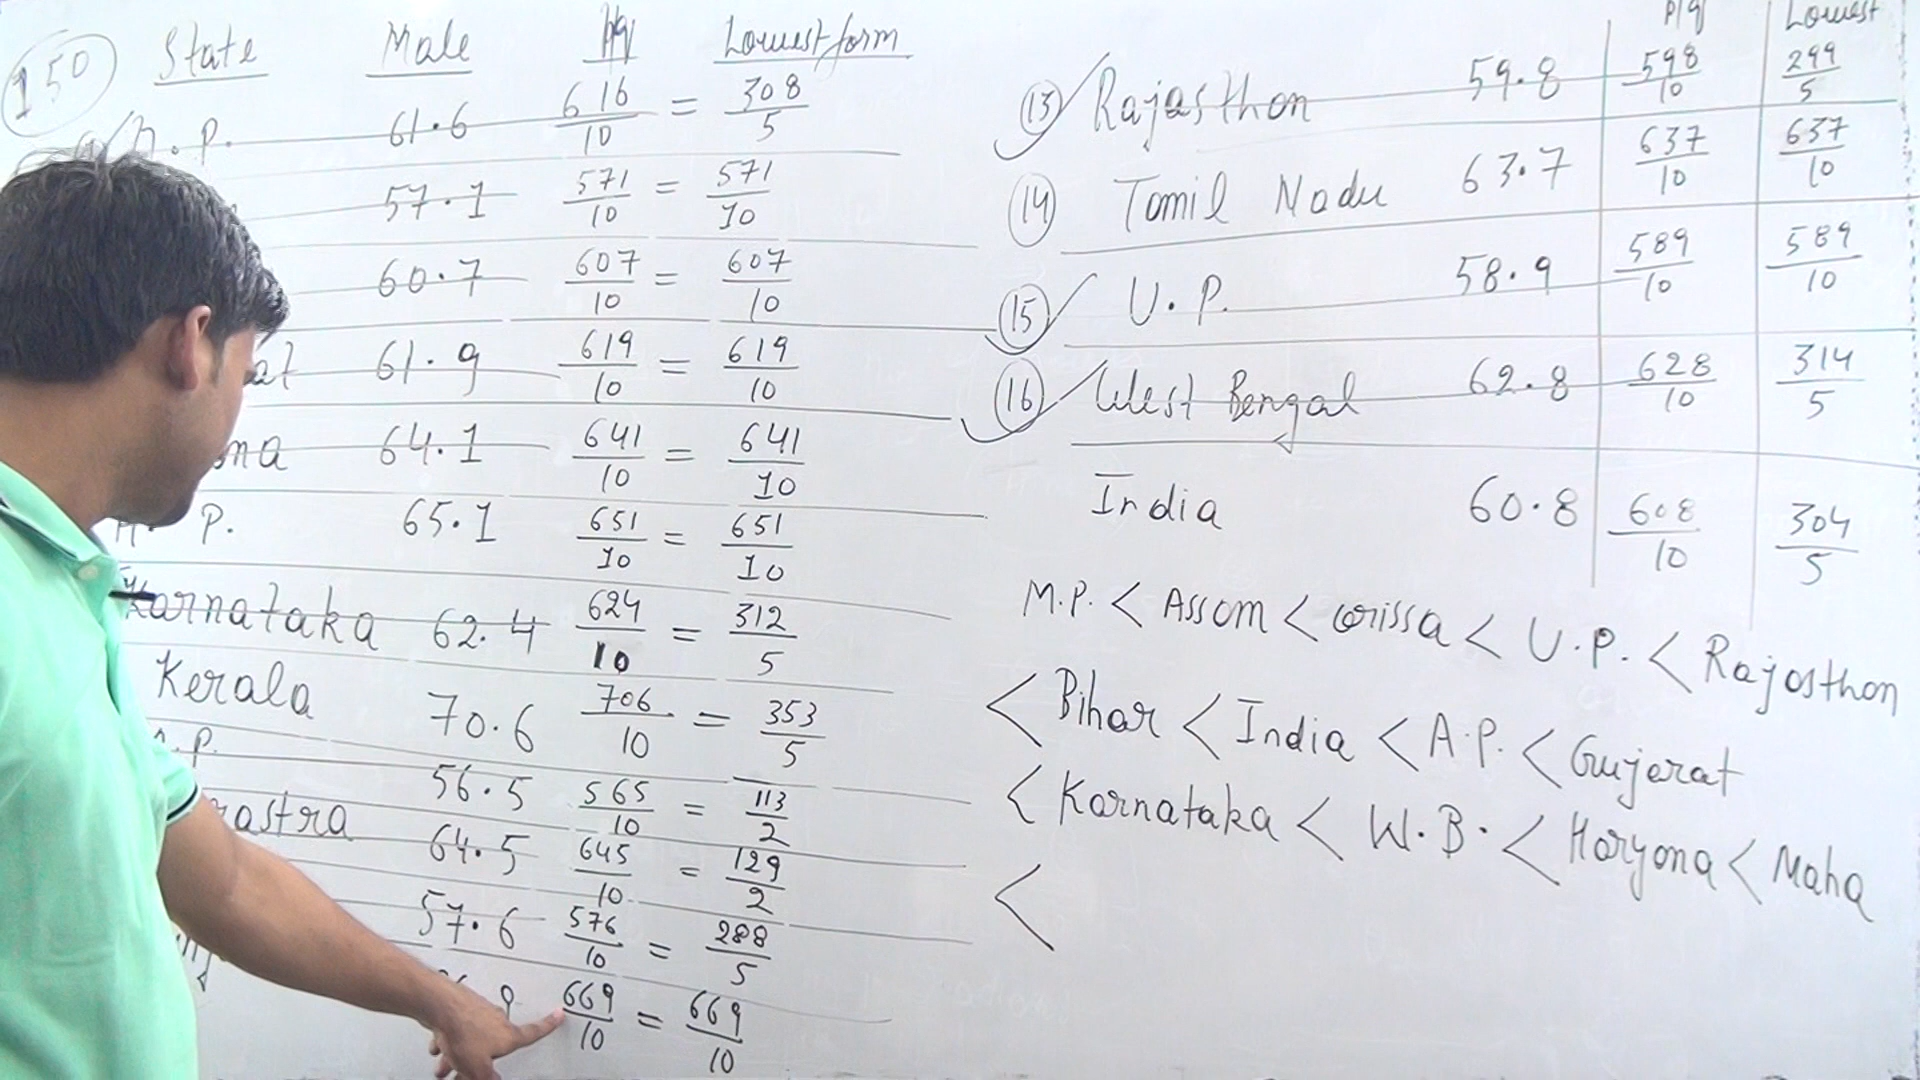 150 State Male P/q Lowest form
A. P. 61.6 616/10 = 308/5
57.1 571/10 = 571/10
60.7 607/10 = 607/10
at 61.9 619/10 = 619/10
na 64.1 641/10 = 641/10
H. P. 65.1 651/10 = 651/10
Karnataka 62.4 624/10 = 312/5
Kerala 70.6 706/10 = 353/5
.P. 56.5 565/10 = 113/2
rastra 64.5 645/10 = 129/2
57.6 576/10 = 288/5
669/10 = 669/10
P/q Lowest
(13) Rajasthan 59.8 598/10 299/5
(14) Tamil Nadu 63.7 637/10 637/10
(15) U. P. 58.9 589/10 589/10
(16) West Bengal 62.8 628/10 314/5
India 60.8 608/10 304/5
M.P. < Assam < Orissa < U.P. < Rajasthan
< Bihar < India < A.P. < Gujarat
< Karnataka < W.B. < Haryana < Maha
<